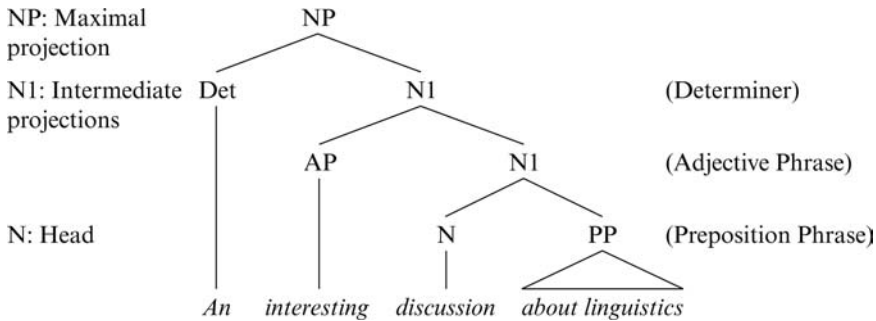 NP: Maximal NP
projection
N1: Intermediate Det N1 (Determiner)
projections
AP N1 (Adjective Phrase)
N: Head N PP (Preposition Phrase)
An interesting discussion about linguistics